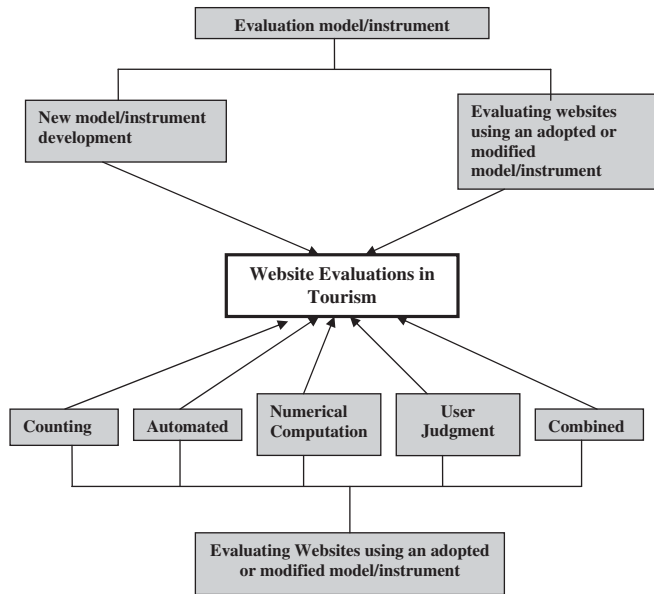 Evaluation model/instrument
New model/instrument
development
Evaluating websites
using an adopted or
modified
model/instrument
Website Evaluations in
Tourism
Counting
Automated
Numerical
Computation
User
Judgment
Combined
Evaluating Websites using an adopted
or modified model/instrument